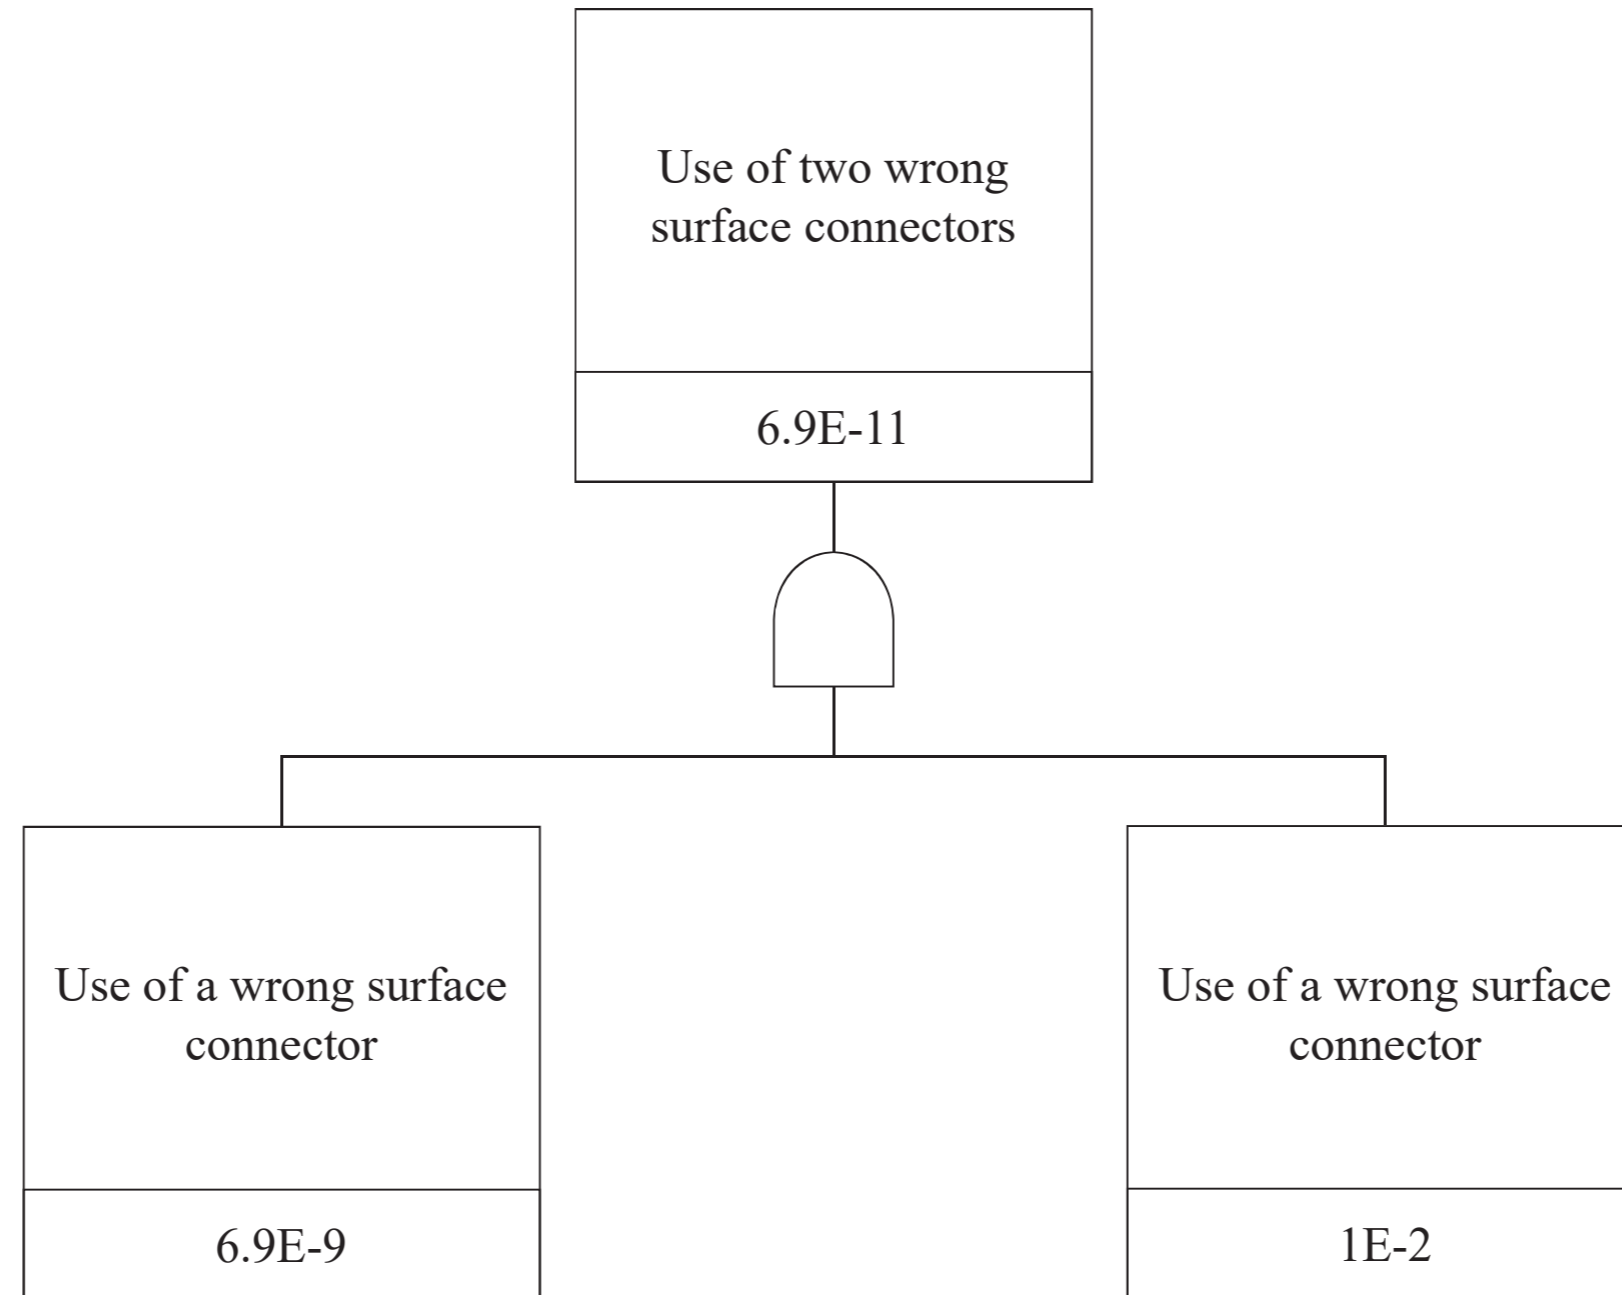 Use of two wrong
surface connectors
6.9E-11
Use of a wrong surface
connector
6.9E-9
Use of a wrong surface
connector
1E-2